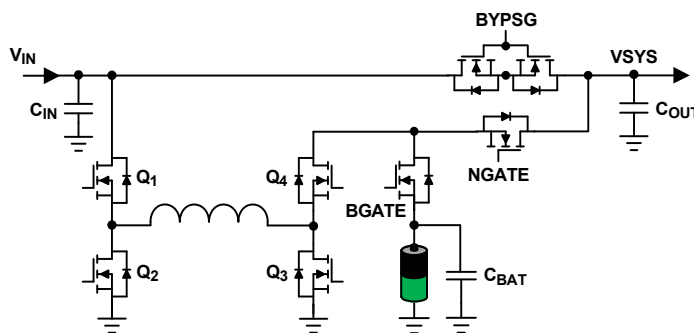 BYPSG
VIN
VSYS
CIN
COUT
NGATE
Q1
Q4
BGATE
Q2
Q3
CBAT